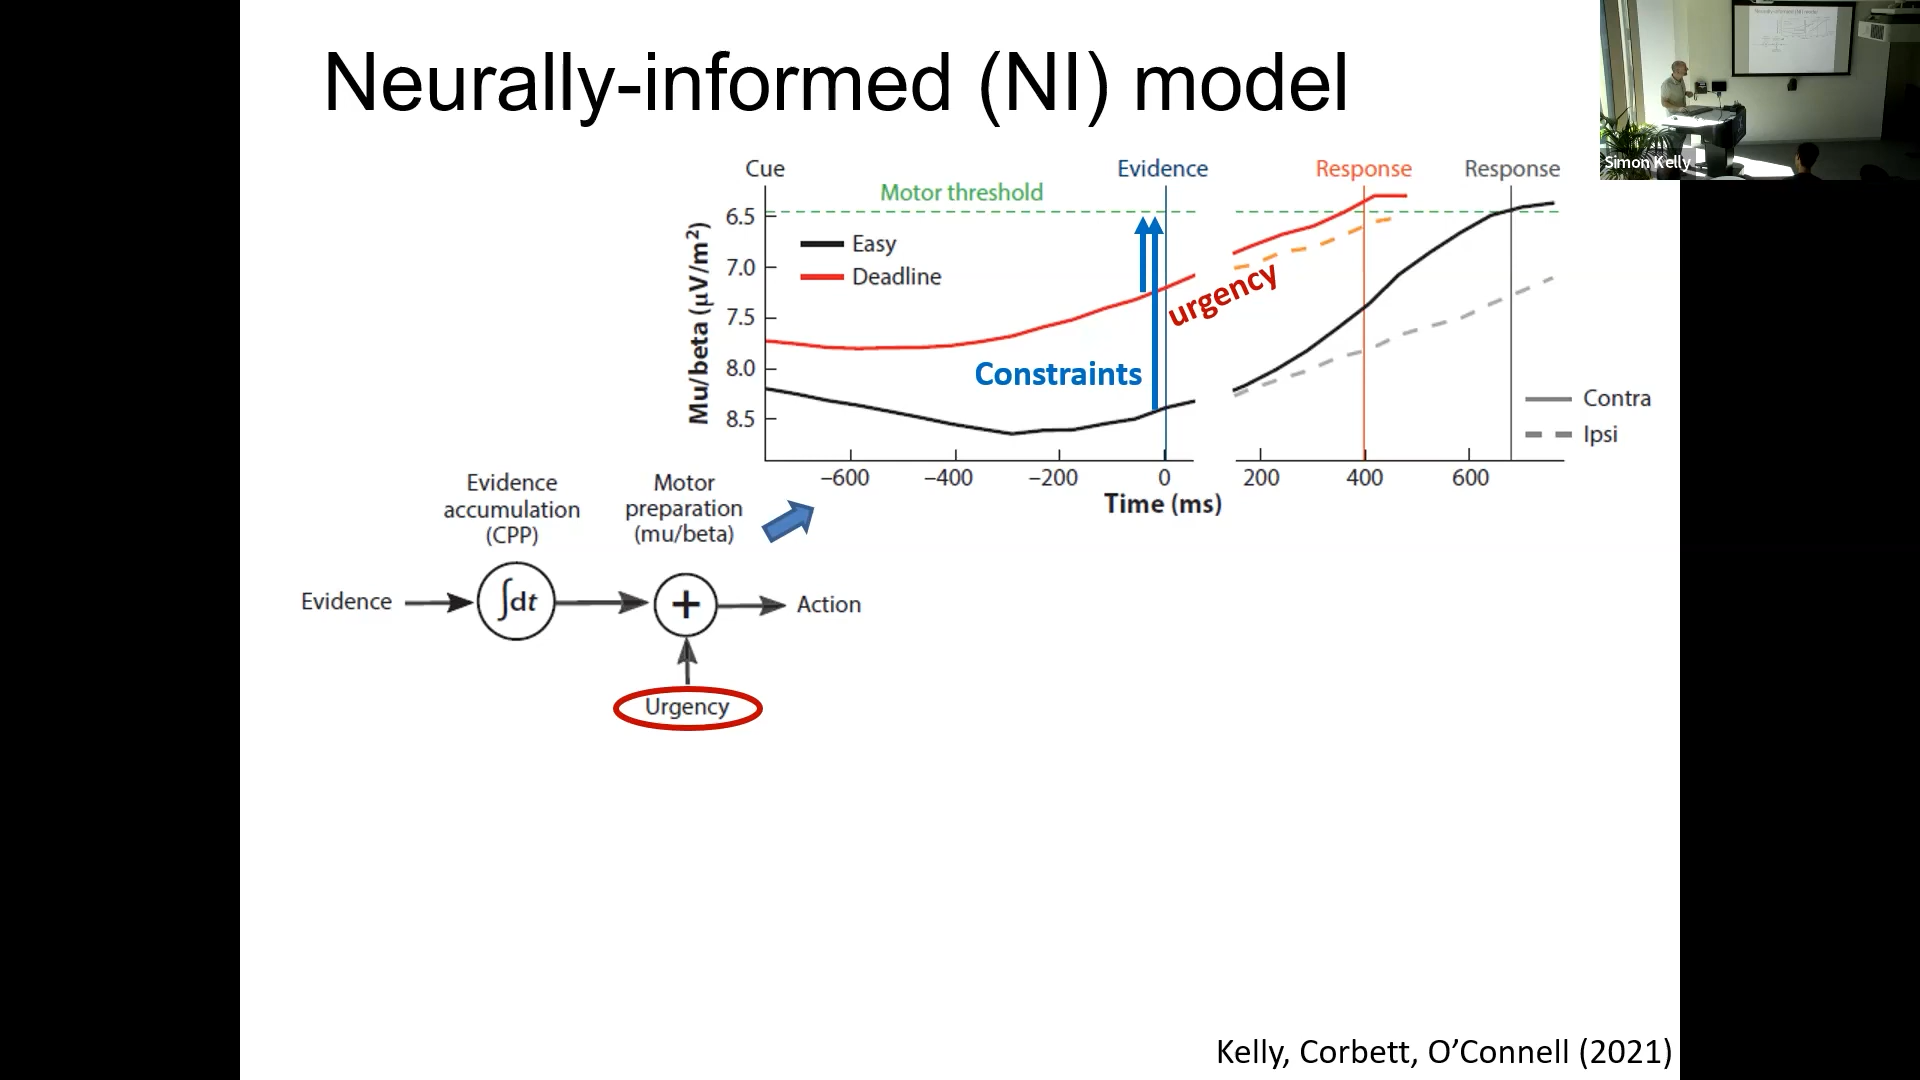 Neurally-informed (NI) model
Simon Kelly
Cue
Evidence
Response
Response
Motor threshold
Easy
Deadline
Mu/beta (μV/m²)
6.5
7.0
7.5
8.0
8.5
urgency
Constraints
Contra
Ipsi
−600
−400
−200
0
200
400
600
Time (ms)
Evidence
accumulation
(CPP)
Motor
preparation
(mu/beta)
Evidence
∫dt
+
Action
Urgency
Kelly, Corbett, O’Connell (2021)